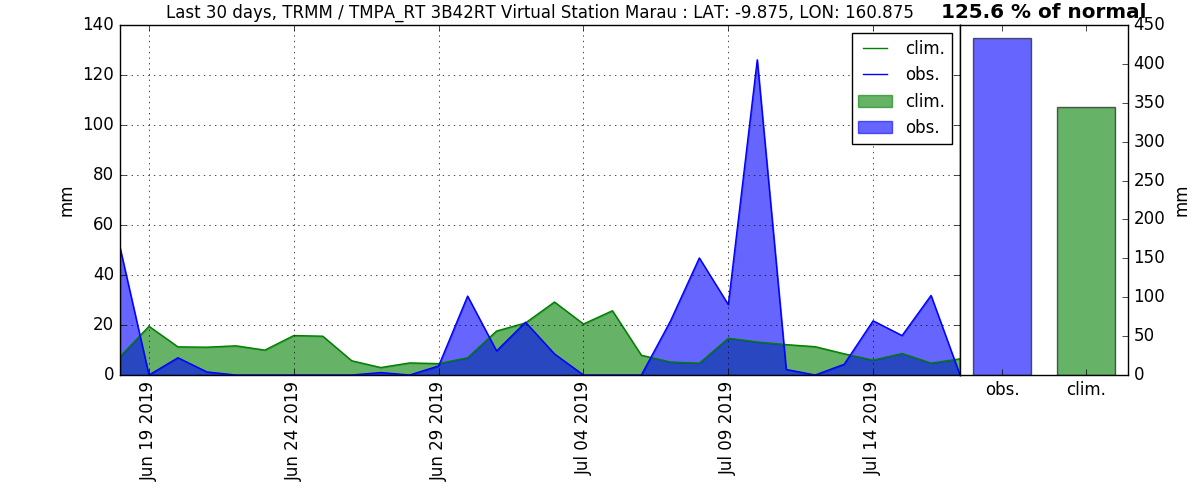 Last 30 days, TRMM / TMPA_RT 3B42RT Virtual Station Marau : LAT: -9.875, LON: 160.875
125.6 % of normal
140
120
100
80
60
40
20
0
mm
clim.
obs.
clim.
obs.
Jun 19 2019
Jun 24 2019
Jun 29 2019
Jul 04 2019
Jul 09 2019
Jul 14 2019
450
400
350
300
250
200
150
100
50
0
mm
obs.
clim.